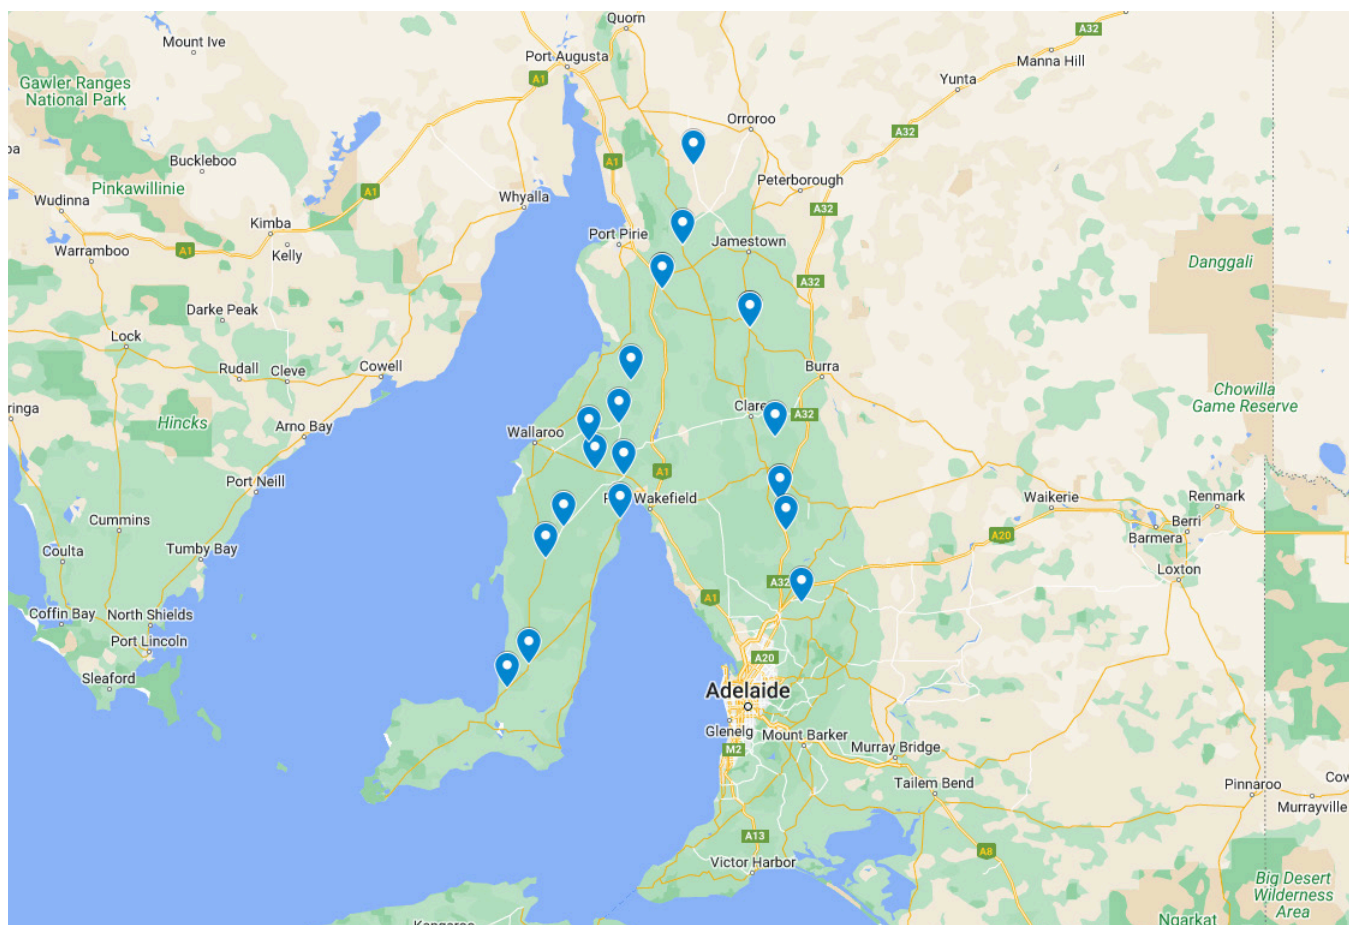 Quorn
A32
Mount Ive
Manna Hill
Port Augusta
Gawler Ranges
National Park
A1
Yunta
Orroroo
A32
Buckleboo
A1
Pinkawillinie
A1
Peterborough
Wudinna
Whyalla
A32
Kimba
Port Pirie
Jamestown
Warramboo
A1
Kelly
Danggali
A32
Darke Peak
Lock
Rudall
Cleve
Cowell
Burra
Chowilla
Game Reserve
Hincks
Arno Bay
Clare
A32
Wallaroo
A1
Port Neill
Wakefield
Waikerie
Renmark
Cummins
Berri
A20
Barmera
Coulta
Tumby Bay
Loxton
A32
Coffin Bay
North Shields
A1
Port Lincoln
A20
Sleaford
Adelaide
Glenelg
Mount Barker
M2
Murray Bridge
Tailem Bend
Pinnaroo
Murrayville
A13
A8
Victor Harbor
Big Desert
Wilderness
Area